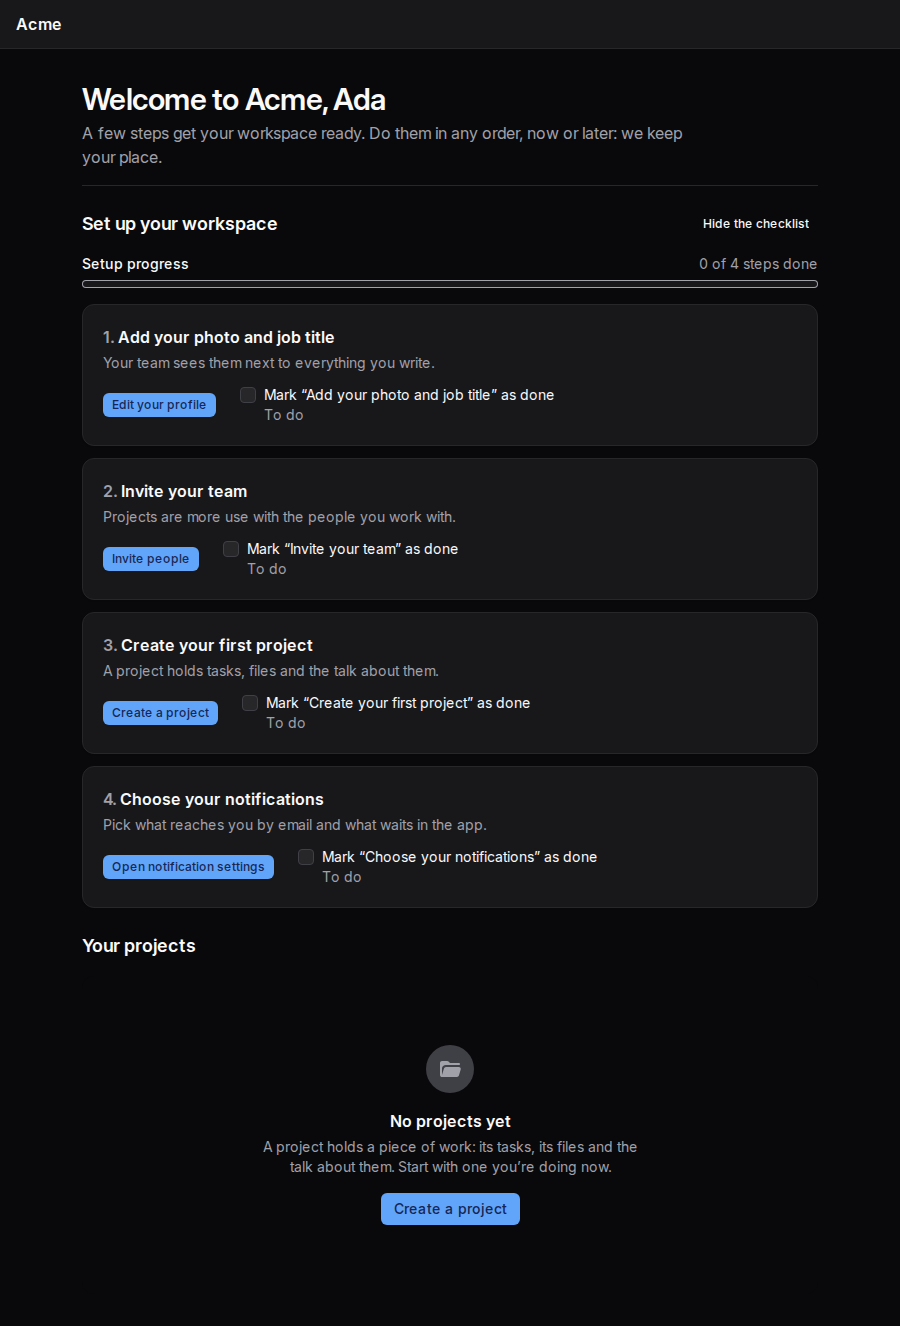 Acme
Welcome to Acme, Ada
A few steps get your workspace ready. Do them in any order, now or later: we keep
your place.
Set up your workspace
Hide the checklist
Setup progress
0 of 4 steps done
1. Add your photo and job title
Your team sees them next to everything you write.
Edit your profile
Mark “Add your photo and job title” as done
To do
2. Invite your team
Projects are more use with the people you work with.
Invite people
Mark “Invite your team” as done
To do
3. Create your first project
A project holds tasks, files and the talk about them.
Create a project
Mark “Create your first project” as done
To do
4. Choose your notifications
Pick what reaches you by email and what waits in the app.
Open notification settings
Mark “Choose your notifications” as done
To do
Your projects
No projects yet
A project holds a piece of work: its tasks, its files and the
talk about them. Start with one you’re doing now.
Create a project